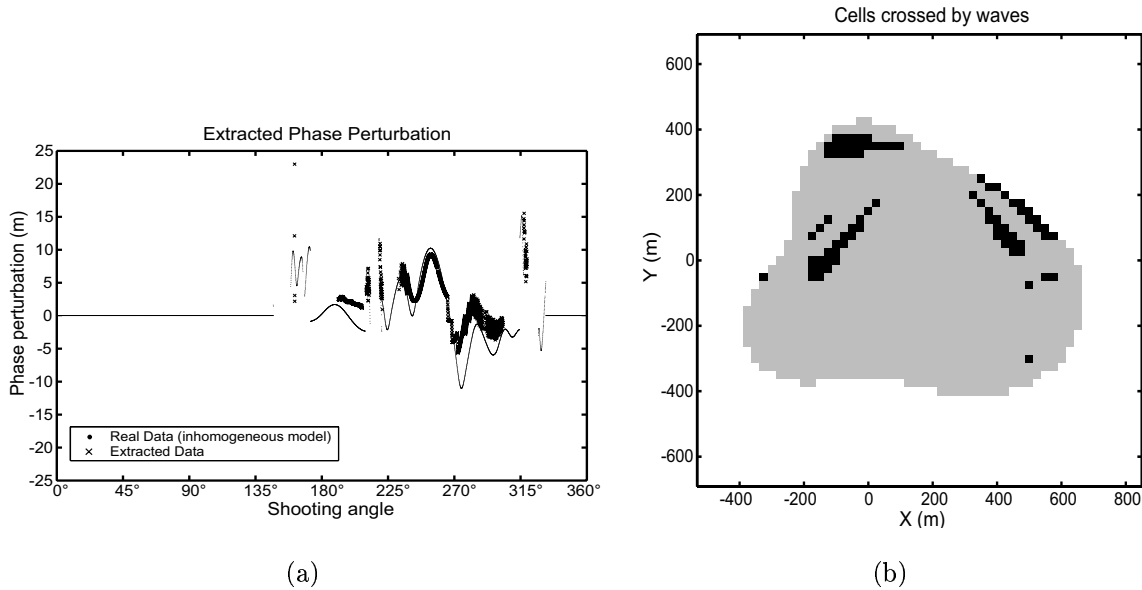 Extracted Phase Perturbation
Phase perturbation (m)
25
20
15
10
5
0
-5
-10
-15
-20
-25
Real Data (inhomogeneous model)
Extracted Data
0° 45° 90° 135° 180° 225° 270° 315° 360°
Shooting angle
(a)
Cells crossed by waves
Y (m)
600
400
200
0
-200
-400
-600
-400 -200 0 200 400 600 800
X (m)
(b)